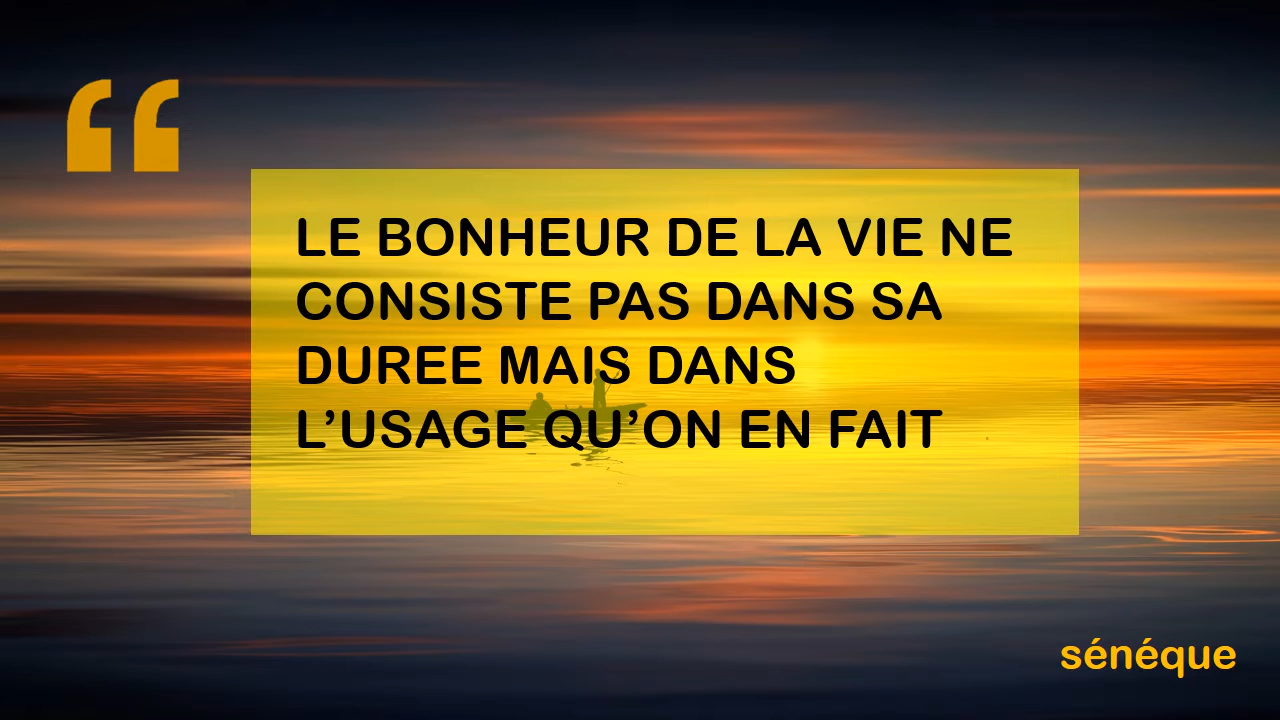 “
LE BONHEUR DE LA VIE NE
CONSISTE PAS DANS SA
DUREE MAIS DANS
L’USAGE QU’ON EN FAIT
sénéque